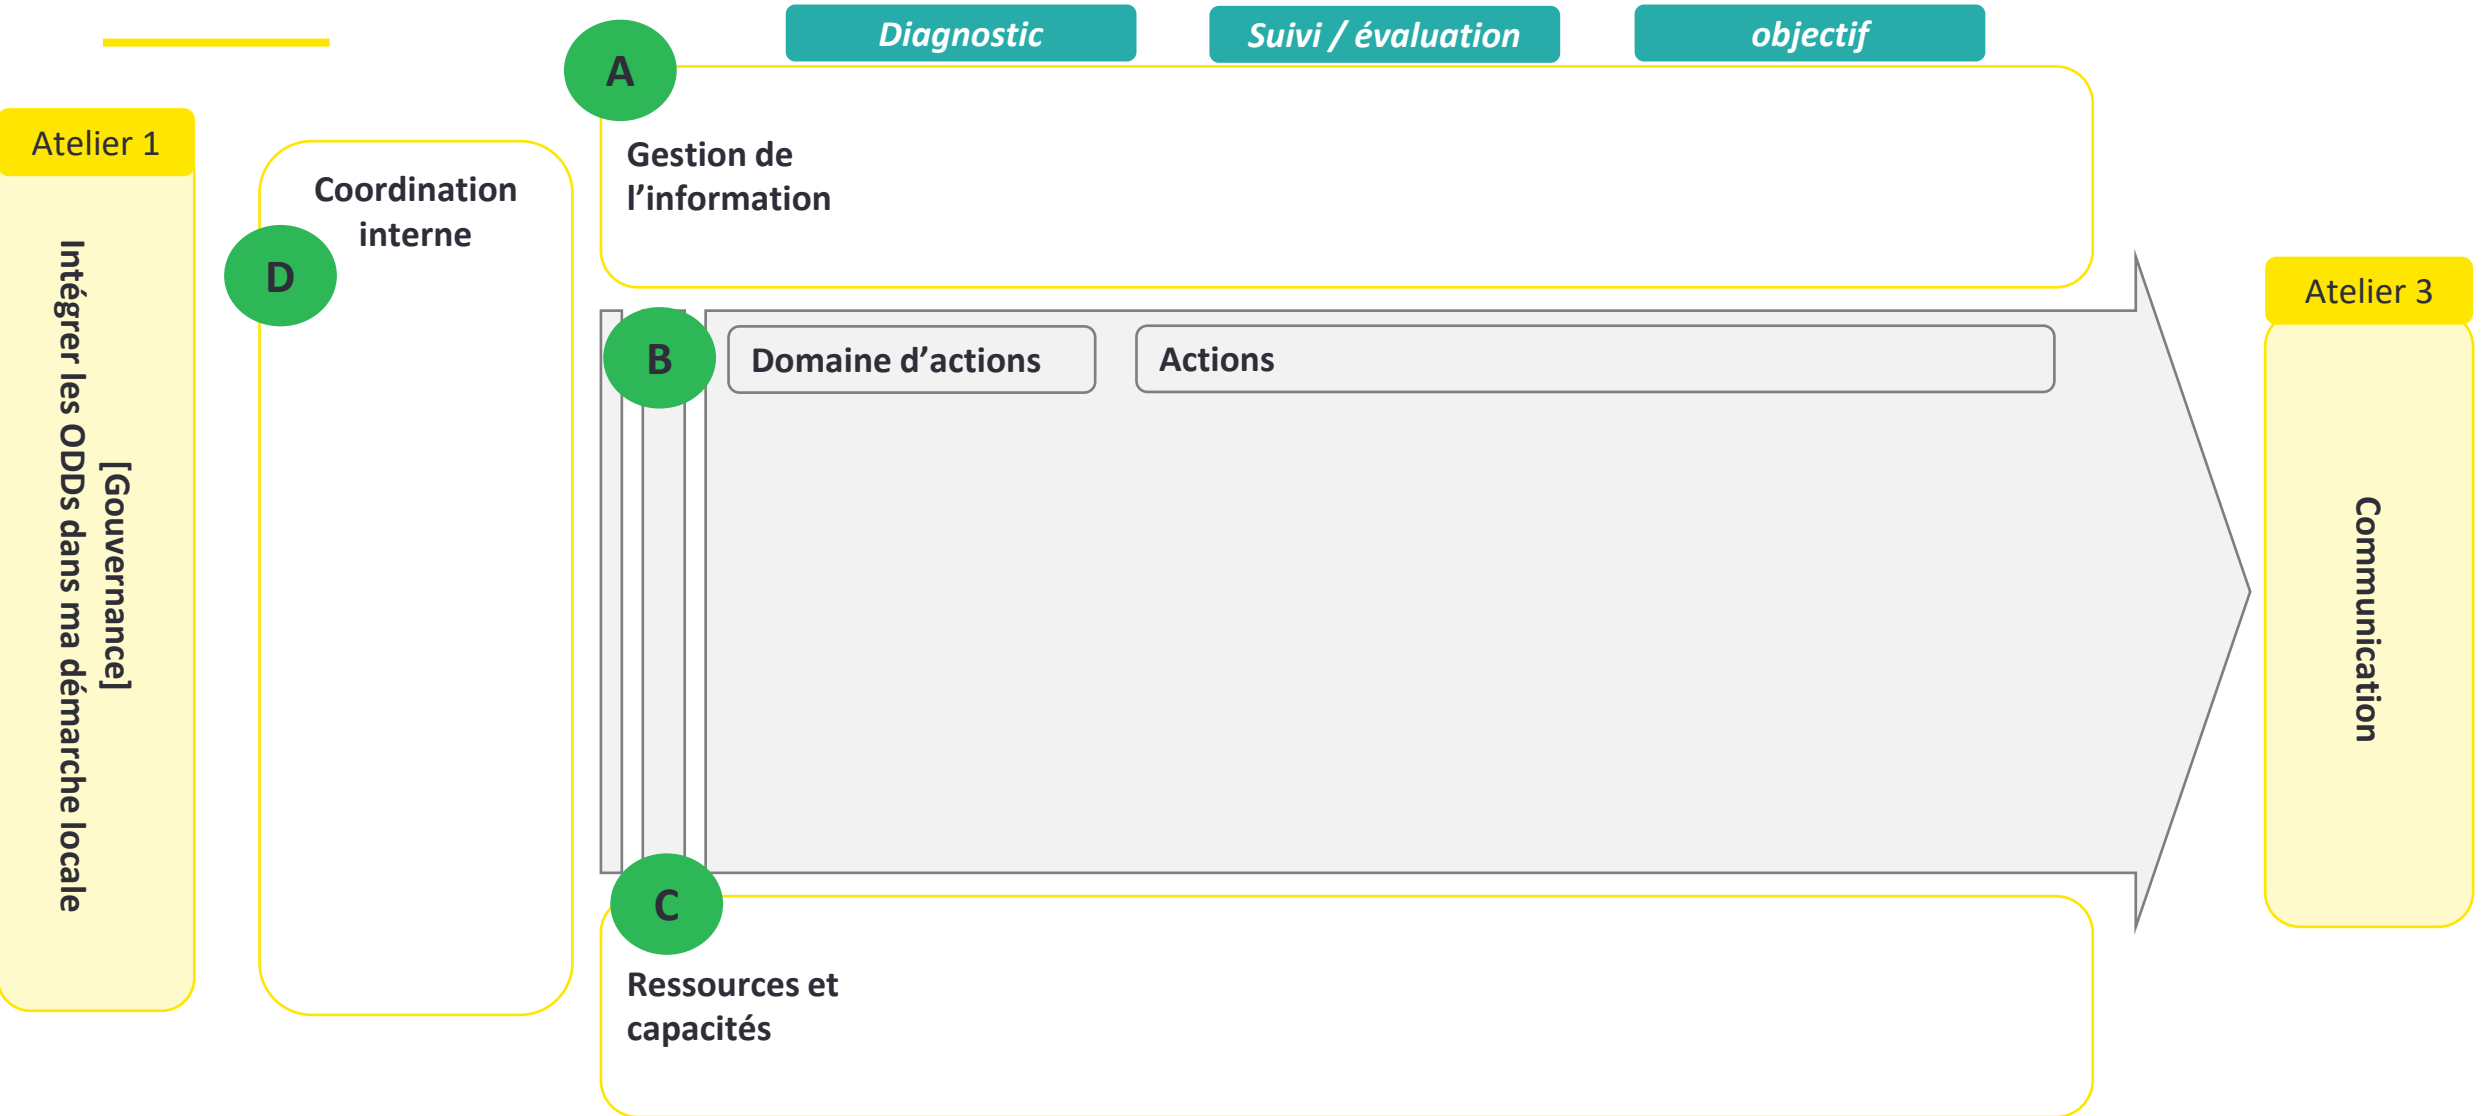 Diagnostic
Suivi / évaluation
objectif
A
Gestion de
l’information
Atelier 1
[Gouvernance]
Intégrer les ODDs dans ma démarche locale
Coordination
interne
D
B
Domaine d’actions
Actions
Atelier 3
Communication
C
Ressources et
capacités